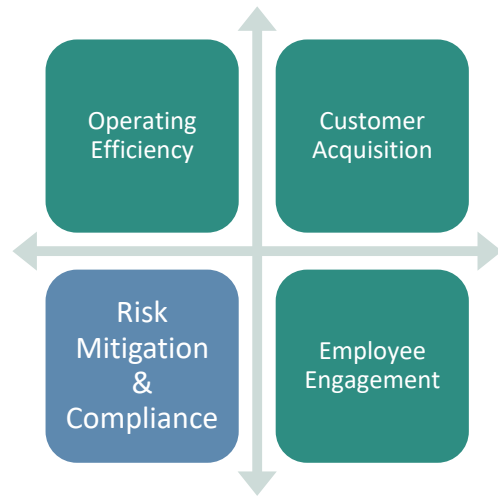 Operating
Efficiency
Customer
Acquisition
Risk
Mitigation
&
Compliance
Employee
Engagement